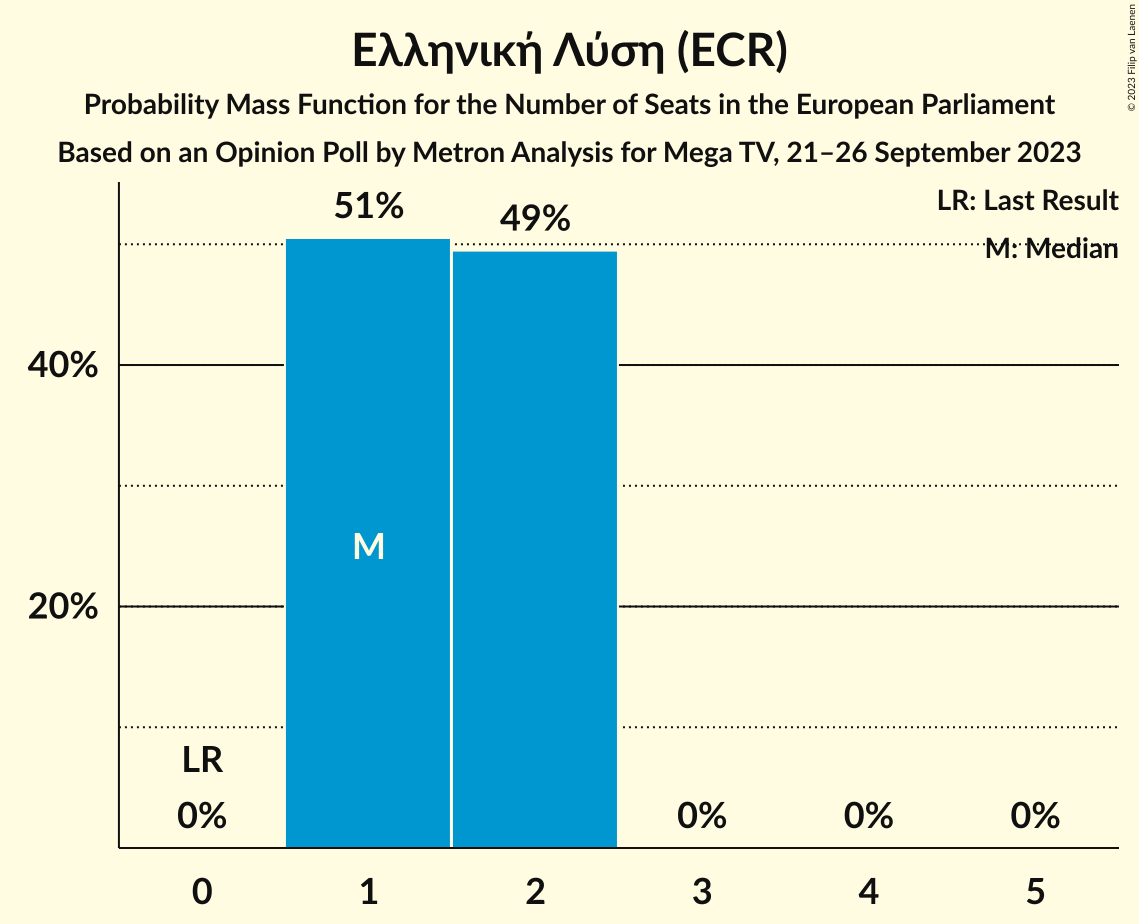 Ελληνική Λύση (ECR)
Probability Mass Function for the Number of Seats in the European Parliament
Based on an Opinion Poll by Metron Analysis for Mega TV, 21–26 September 2023
© 2023 Filip van Laenen
LR: Last Result
M: Median
51%
49%
40%
20%
M
LR
0%
0%
0%
0%
0
1
2
3
4
5